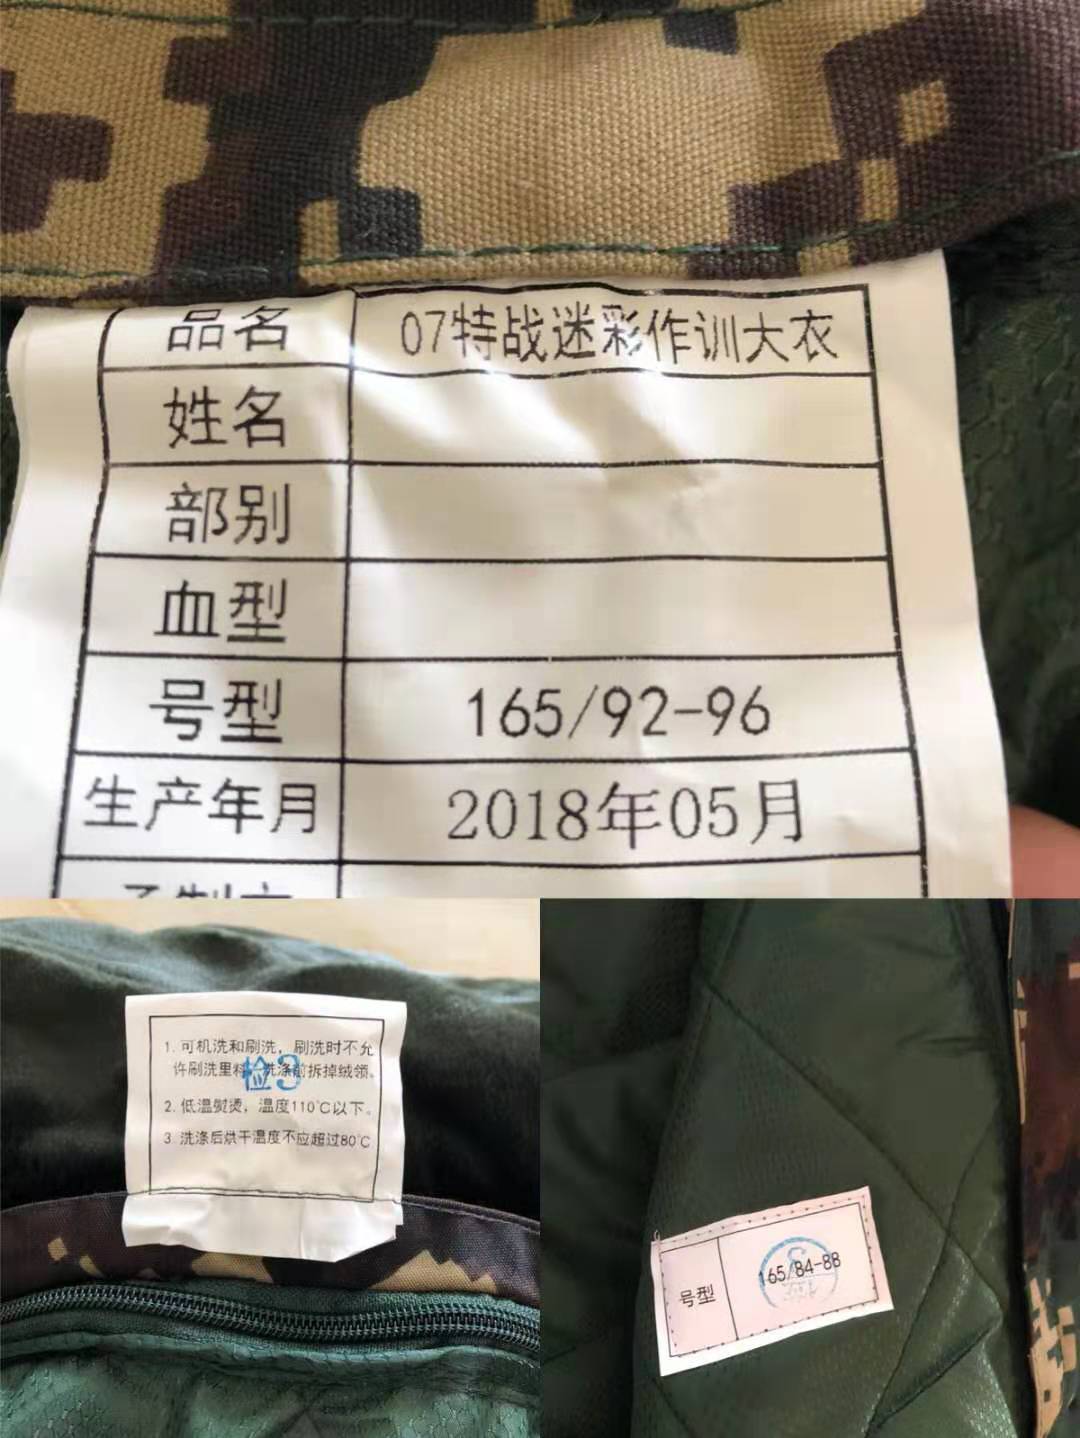 品名 07特战迷彩作训大衣
姓名
部别
血型
号型 165/92-96
生产年月 2018年05月
1. 可机洗和刷洗，刷洗时不允
许刷洗里料，洗涤前拆掉绒领。
检3
2. 低温熨烫，温度110℃以下。
3 洗涤后烘干温度不应超过80℃
号型 165/84-88